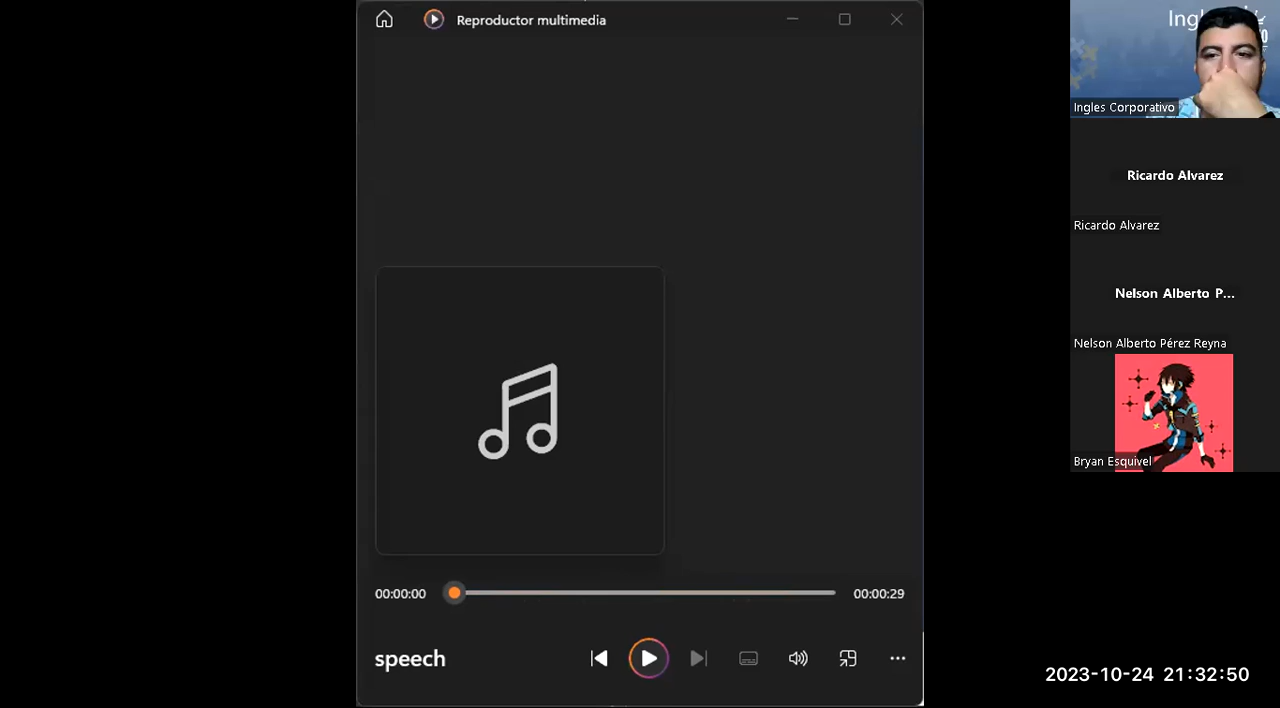 Reproductor multimedia
Ingles Corporativo
Ricardo Alvarez
Ricardo Alvarez
Nelson Alberto P...
Nelson Alberto Pérez Reyna
Bryan Esquivel
00:00:00
00:00:29
speech
2023-10-24 21:32:50